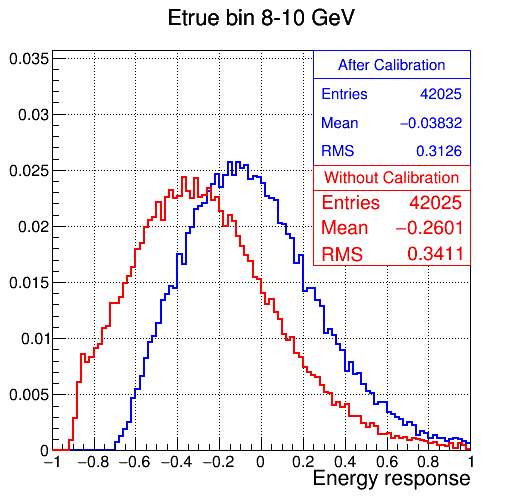 Etrue bin 8-10 GeV
0.035
0.03
0.025
0.02
0.015
0.01
0.005
0
After Calibration
Entries 42025
Mean −0.03832
RMS 0.3126
Without Calibration
Entries 42025
Mean −0.2601
RMS 0.3411
−1 −0.8 −0.6 −0.4 −0.2 0 0.2 0.4 0.6 0.8 1
Energy response